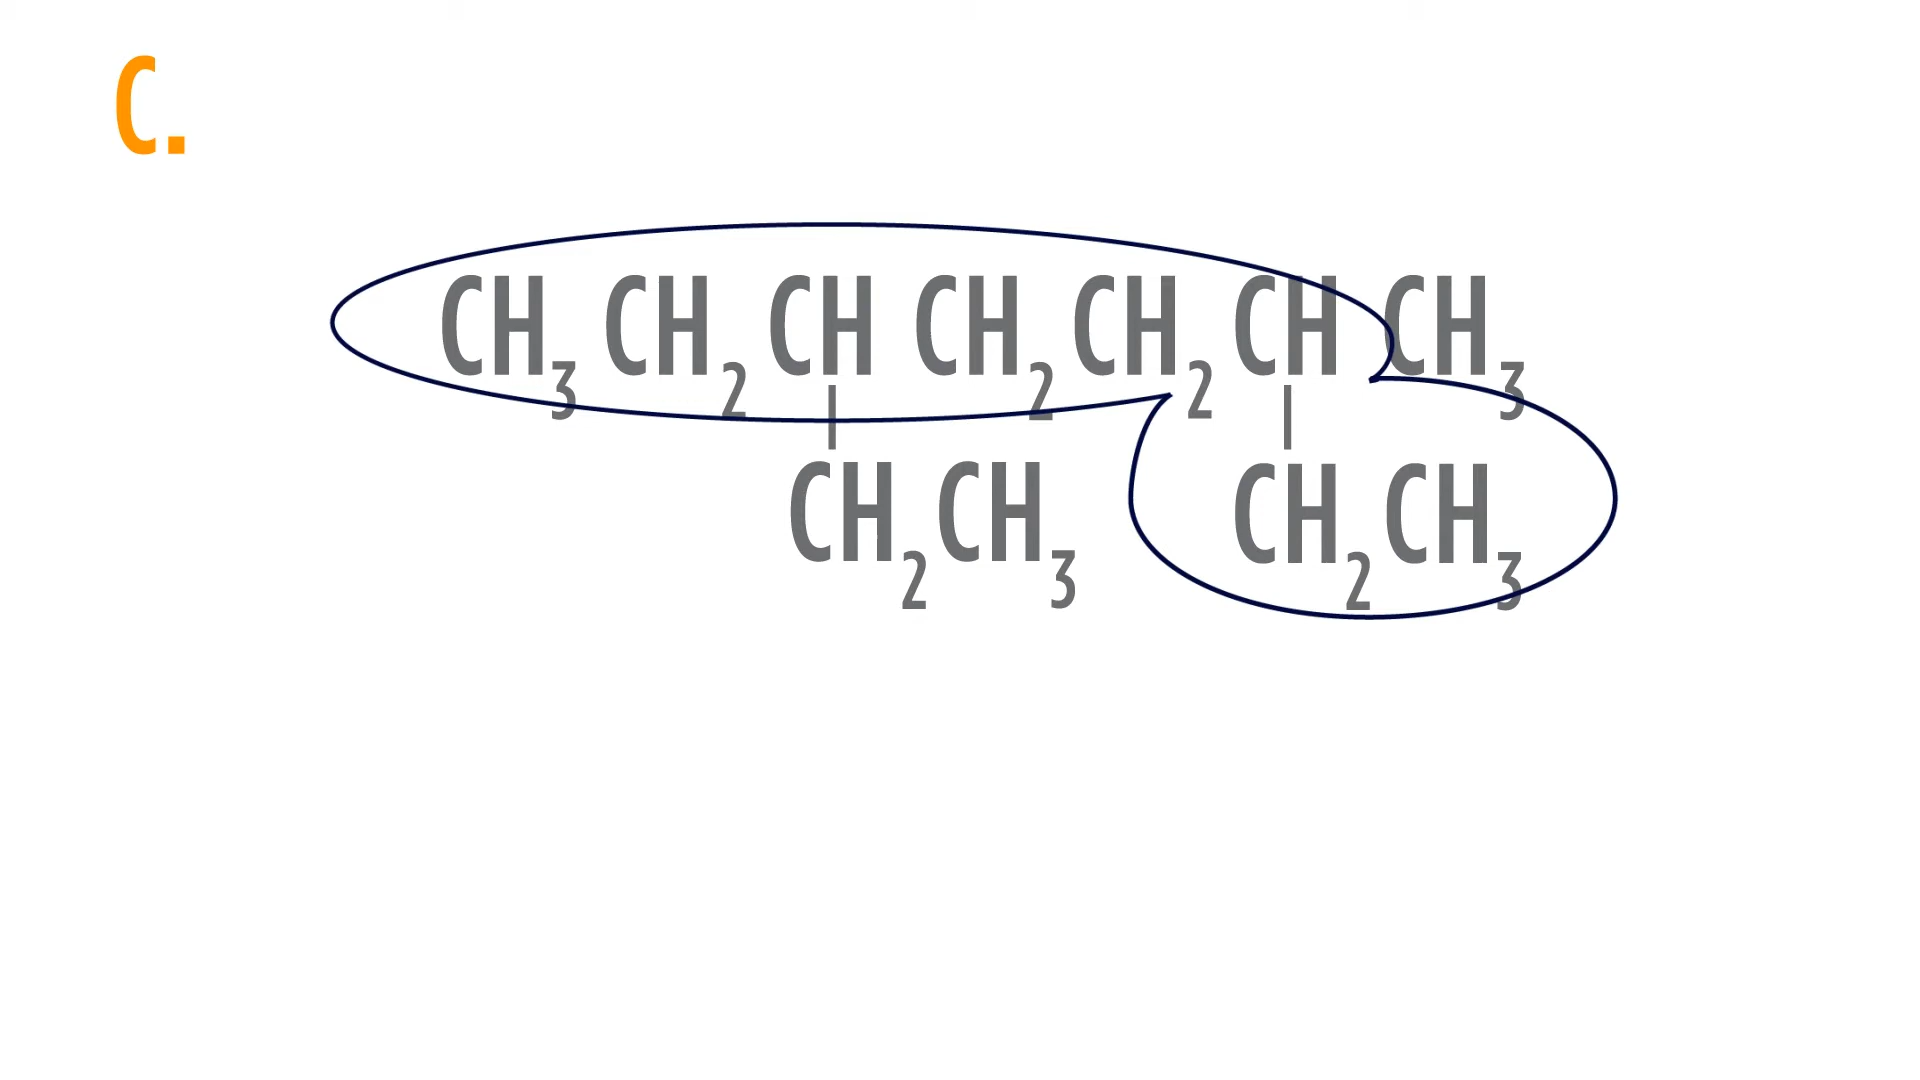 C.
CH₃ CH₂ CH CH₂ CH₂ CH CH₃
CH₂CH₃ CH₂CH₃